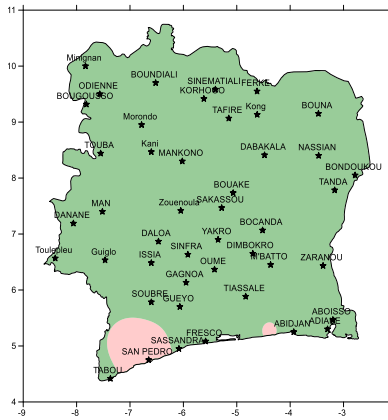 11
10
9
8
7
6
5
4
-9 -8 -7 -6 -5 -4 -3
Minignan
BOUNDIALI
SINEMATIALI
FERKE
ODIENNE
KORHOGO
BOUGOUSSO
TAFIRE
Kong
BOUNA
Morondo
TOUBA
Kani
MANKONO
DABAKALA
NASSIAN
BONDOUKOU
TANDA
BOUAKE
SAKASSOU
MAN
Zouenoula
DANANE
BOCANDA
DALOA
YAKRO
Toulepleu
Guiglo
ISSIA
SINFRA
DIMBOKRO
M'BATTO
ZARANOU
OUME
GAGNOA
SOUBRE
GUEYO
TIASSALE
ABOISSO
ADIAKE
ABIDJAN
FRESCO
SASSANDRA
SAN PEDRO
TABOU